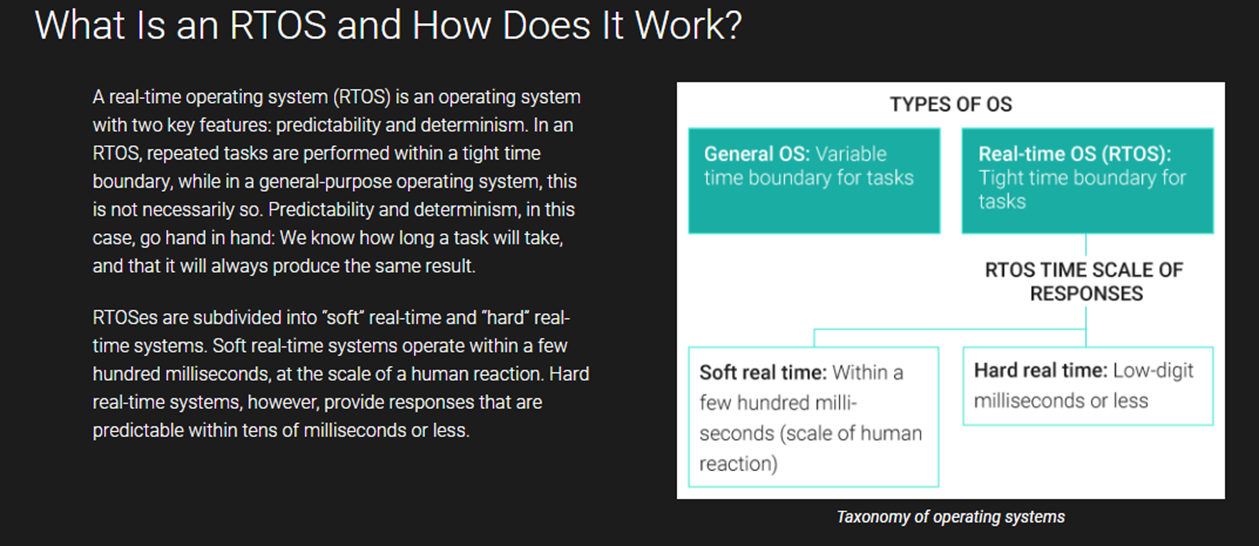 What Is an RTOS and How Does It Work?
A real-time operating system (RTOS) is an operating system
with two key features: predictability and determinism. In an
RTOS, repeated tasks are performed within a tight time
boundary, while in a general-purpose operating system, this
is not necessarily so. Predictability and determinism, in this
case, go hand in hand: We know how long a task will take,
and that it will always produce the same result.
RTOSes are subdivided into “soft” real-time and “hard” real-
time systems. Soft real-time systems operate within a few
hundred milliseconds, at the scale of a human reaction. Hard
real-time systems, however, provide responses that are
predictable within tens of milliseconds or less.
TYPES OF OS
General OS: Variable
time boundary for tasks
Real-time OS (RTOS):
Tight time boundary for
tasks
RTOS TIME SCALE OF
RESPONSES
Soft real time: Within a
few hundred milli-
seconds (scale of human
reaction)
Hard real time: Low-digit
milliseconds or less
Taxonomy of operating systems